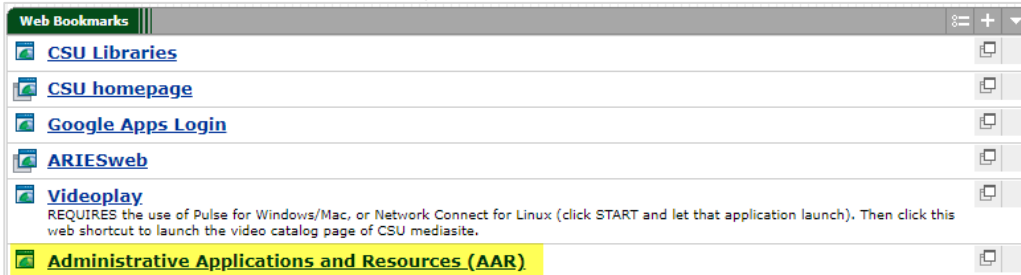 Web Bookmarks
CSU Libraries
CSU homepage
Google Apps Login
ARIESweb
Videoplay
REQUIRES the use of Pulse for Windows/Mac, or Network Connect for Linux (click START and let that application launch). Then click this
web shortcut to launch the video catalog page of CSU mediasite.
Administrative Applications and Resources (AAR)